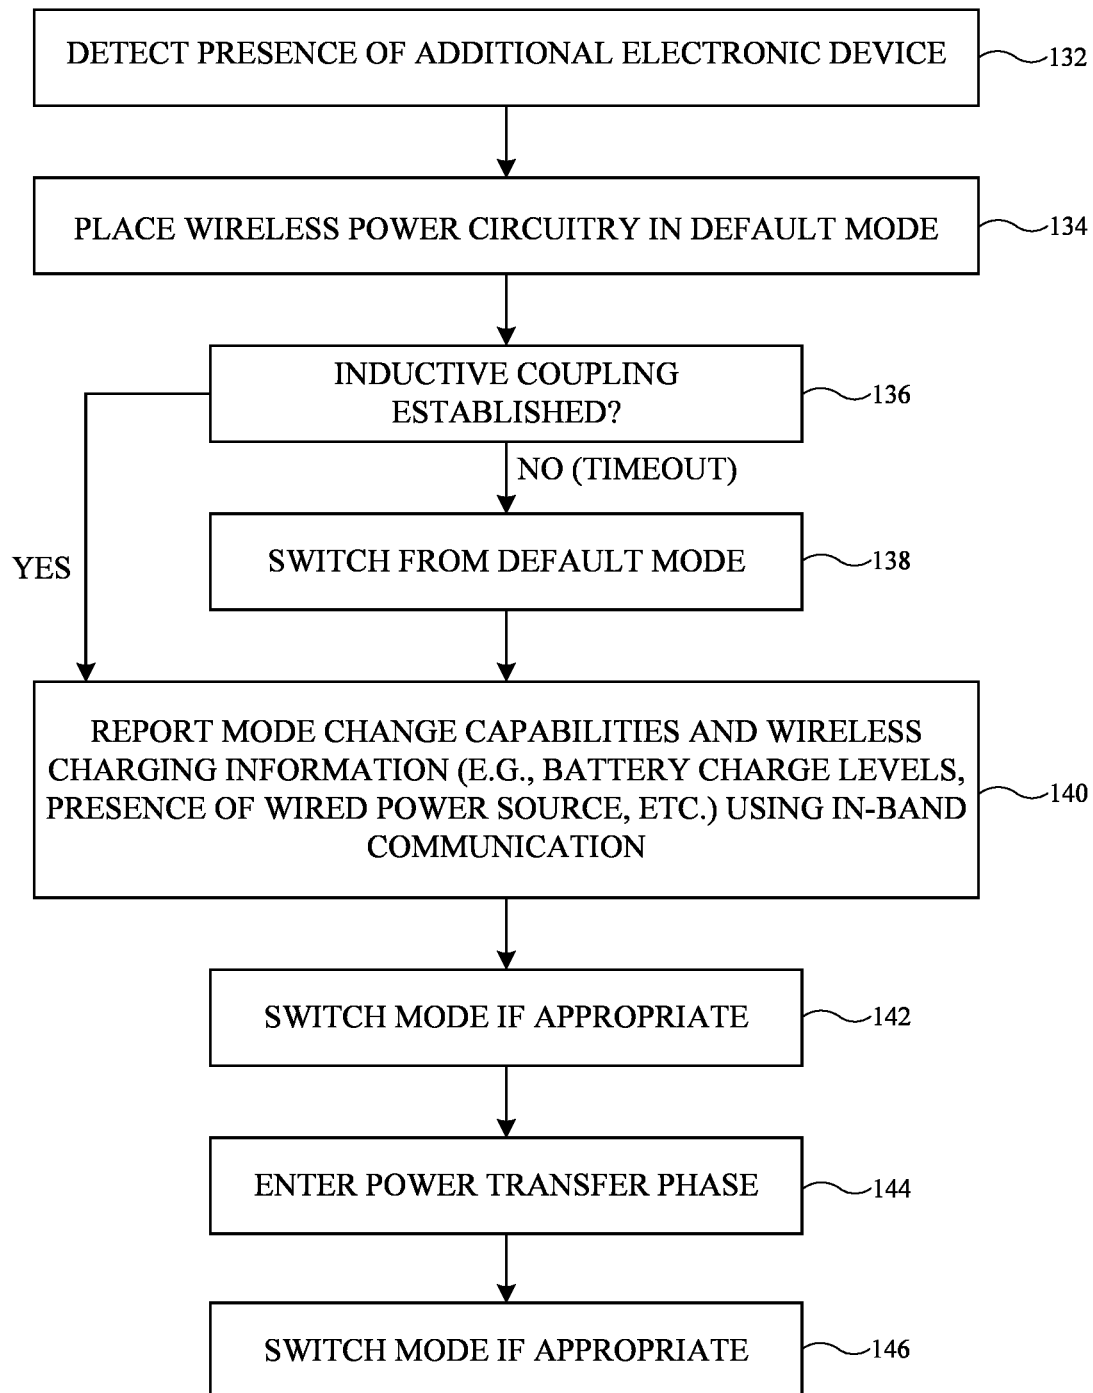 DETECT PRESENCE OF ADDITIONAL ELECTRONIC DEVICE
132
PLACE WIRELESS POWER CIRCUITRY IN DEFAULT MODE
134
INDUCTIVE COUPLING
ESTABLISHED?
136
NO (TIMEOUT)
YES
SWITCH FROM DEFAULT MODE
138
REPORT MODE CHANGE CAPABILITIES AND WIRELESS
CHARGING INFORMATION (E.G., BATTERY CHARGE LEVELS,
PRESENCE OF WIRED POWER SOURCE, ETC.) USING IN-BAND
COMMUNICATION
140
SWITCH MODE IF APPROPRIATE
142
ENTER POWER TRANSFER PHASE
144
SWITCH MODE IF APPROPRIATE
146